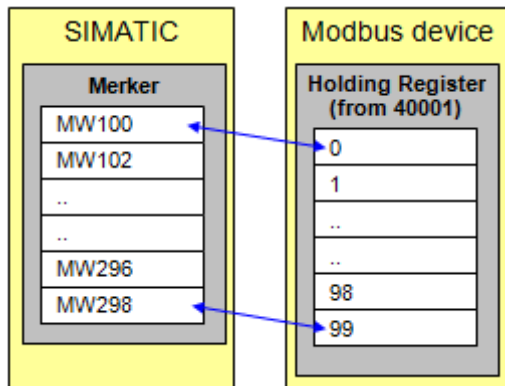 SIMATIC
Merker
MW100
MW102
..
..
MW296
MW298
Modbus device
Holding Register
(from 40001)
0
1
..
..
98
99